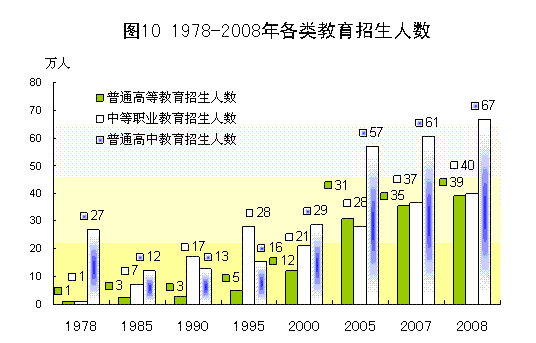 图10 1978-2008年各类教育招生人数
万人
80
70
60
50
40
30
20
10
0
普通高等教育招生人数
中等职业教育招生人数
普通高中教育招生人数
1 1 27
3 7 12
3 17 13
5 28 16
12 21 29
31 28 57
35 37 61
39 40 67
1978 1985 1990 1995 2000 2005 2007 2008